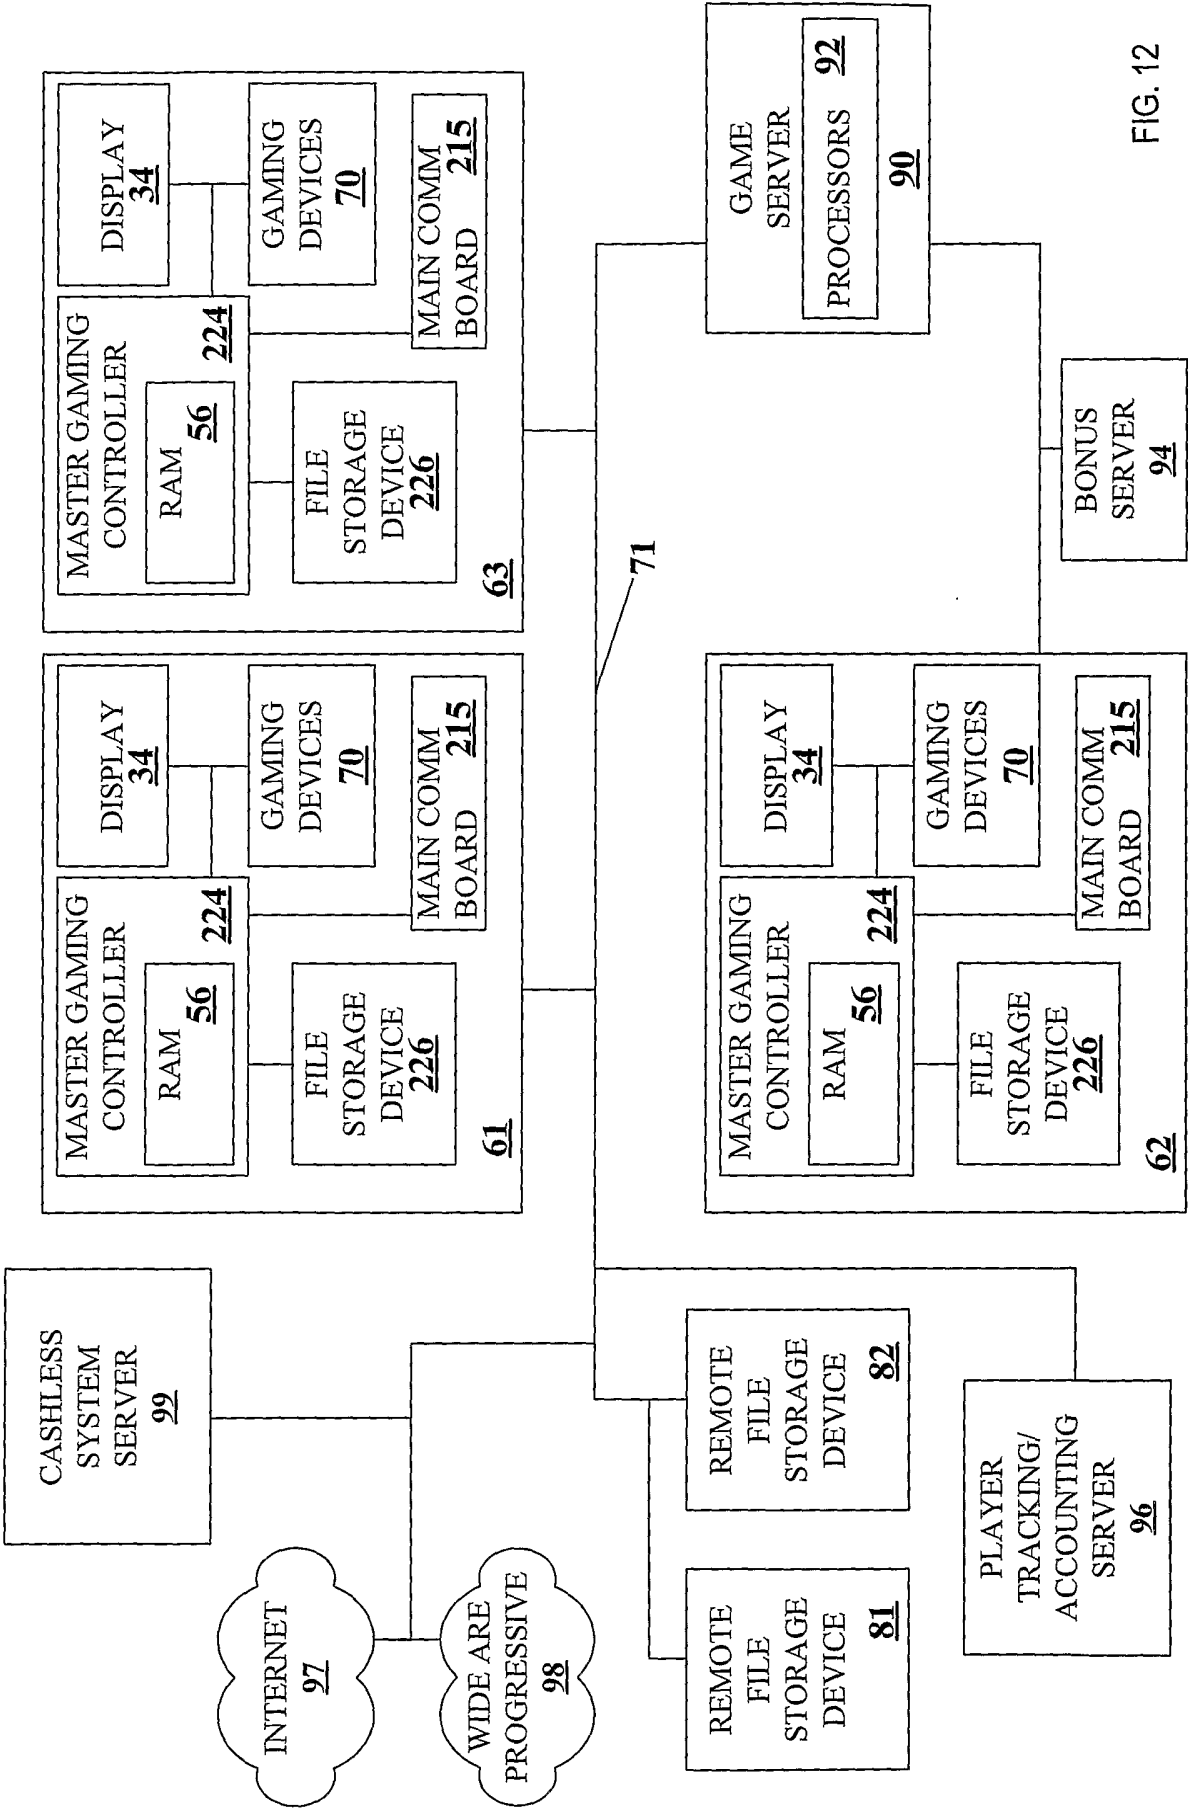 CASHLESS
SYSTEM
SERVER
99
INTERNET
97
WIDE ARE
PROGRESSIVE
98
MASTER GAMING
CONTROLLER
224
RAM
56
DISPLAY
34
GAMING
DEVICES
70
FILE
STORAGE
DEVICE
226
MAIN COMM
BOARD
215
61
MASTER GAMING
CONTROLLER
224
RAM
56
DISPLAY
34
GAMING
DEVICES
70
FILE
STORAGE
DEVICE
226
MAIN COMM
BOARD
215
63
71
REMOTE
FILE
STORAGE
DEVICE
81
REMOTE
FILE
STORAGE
DEVICE
82
PLAYER
TRACKING/
ACCOUNTING
SERVER
96
MASTER GAMING
CONTROLLER
224
RAM
56
DISPLAY
34
GAMING
DEVICES
70
FILE
STORAGE
DEVICE
226
MAIN COMM
BOARD
215
62
GAME
SERVER
PROCESSORS
92
90
BONUS
SERVER
94
FIG. 12